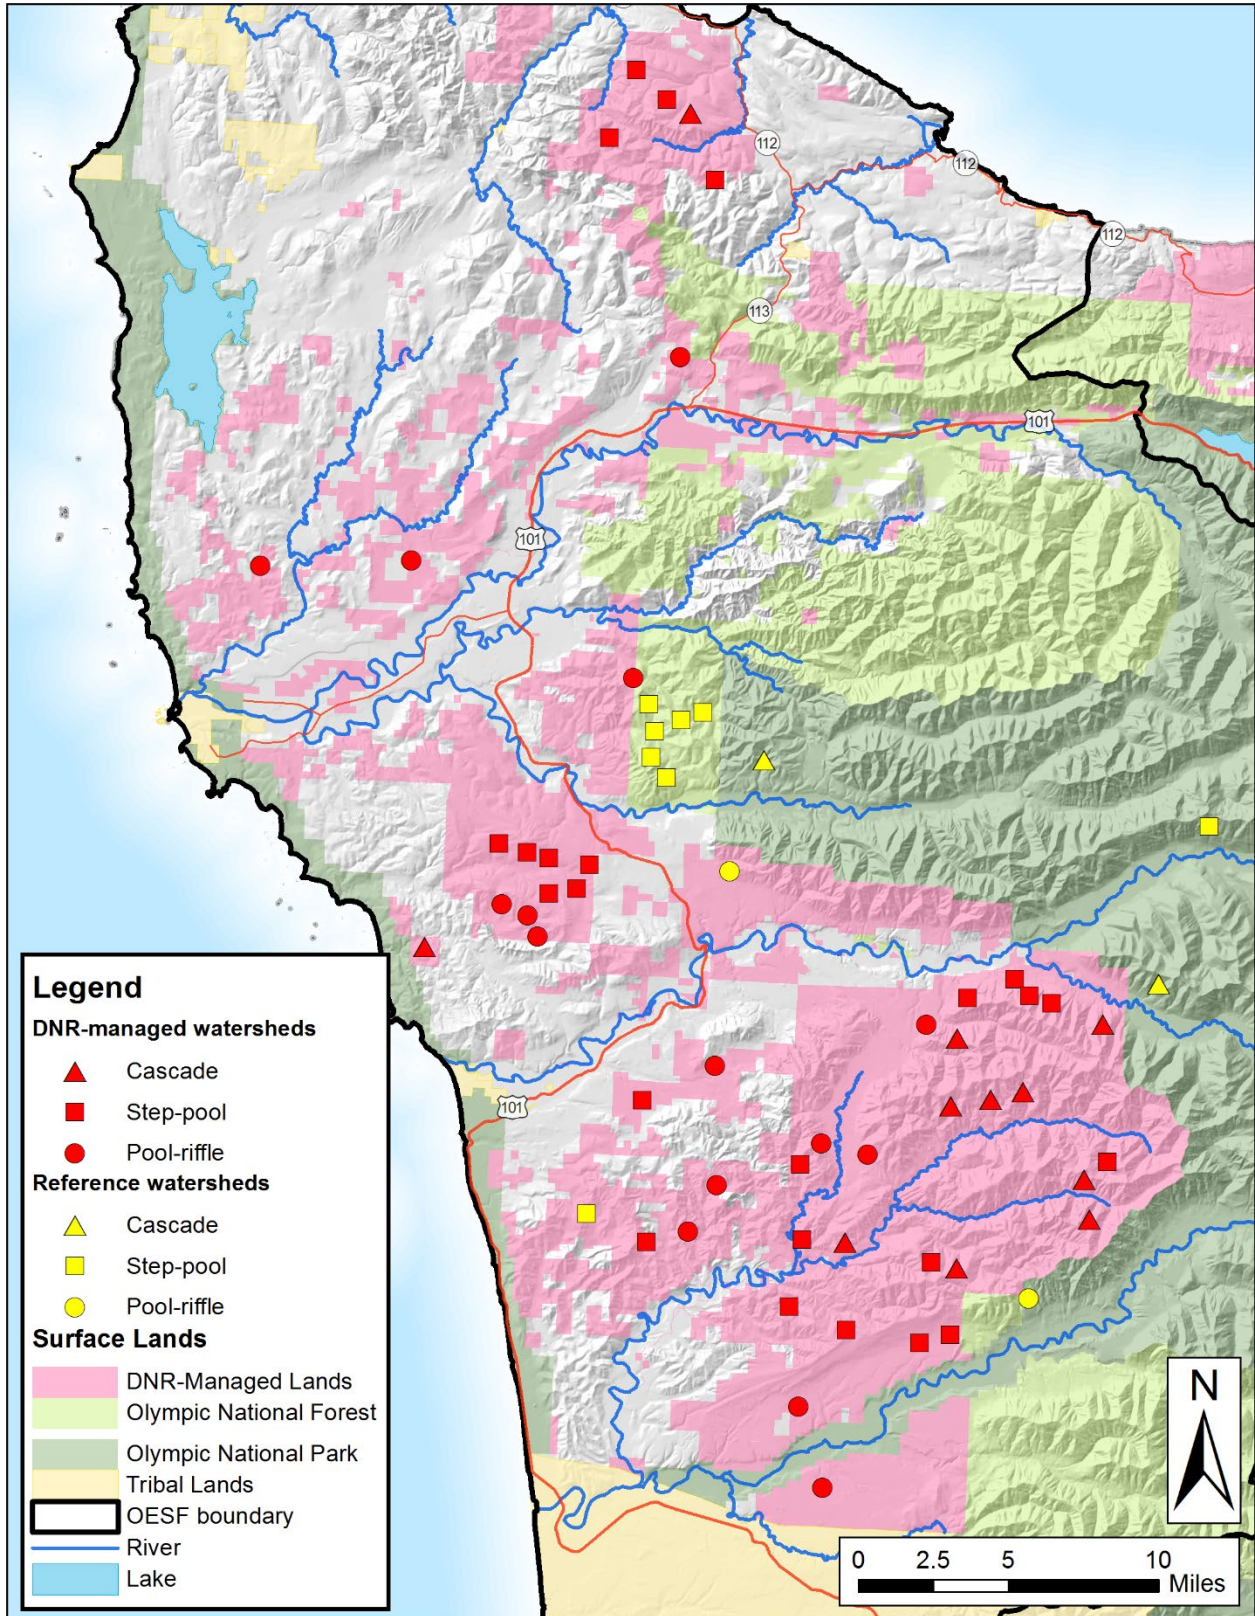 112
112
112
113
101
101
101
Legend
DNR-managed watersheds
Cascade
Step-pool
Pool-riffle
Reference watersheds
Cascade
Step-pool
Pool-riffle
Surface Lands
DNR-Managed Lands
Olympic National Forest
Olympic National Park
Tribal Lands
OESF boundary
River
Lake
N
0 2.5 5 10
Miles